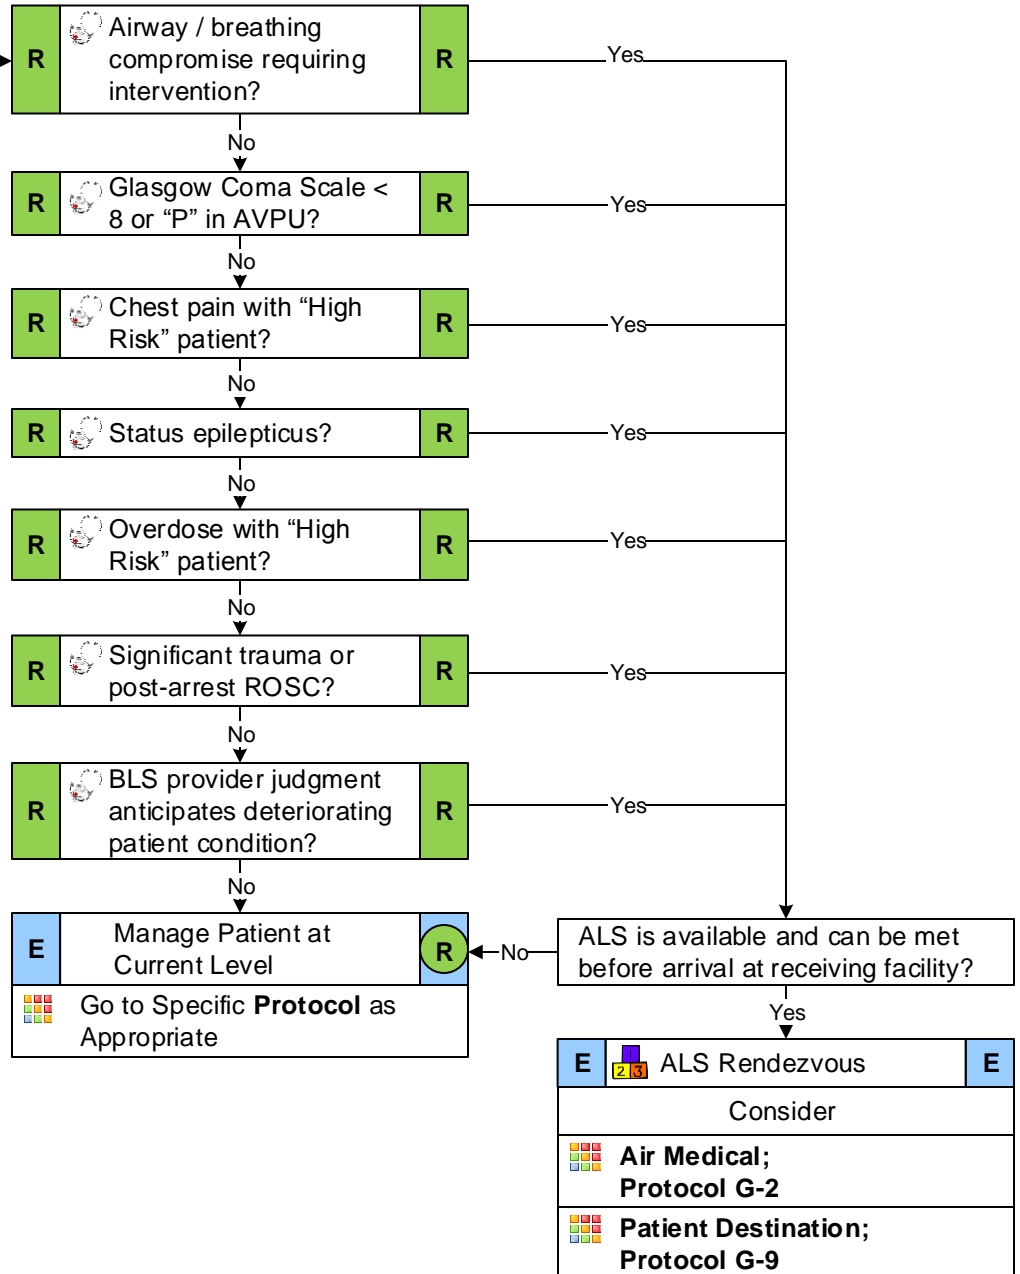 R
Airway / breathing
compromise requiring
intervention?
R
Yes
No
R
Glasgow Coma Scale <
8 or “P” in AVPU?
R
Yes
No
R
Chest pain with “High
Risk” patient?
R
Yes
No
R
Status epilepticus?
R
Yes
No
R
Overdose with “High
Risk” patient?
R
Yes
No
R
Significant trauma or
post-arrest ROSC?
R
Yes
No
R
BLS provider judgment
anticipates deteriorating
patient condition?
R
Yes
No
E
Manage Patient at
Current Level
R
No
ALS is available and can be met
before arrival at receiving facility?
Go to Specific Protocol as
Appropriate
Yes
E
1
2 3
ALS Rendezvous
E
Consider
Air Medical;
Protocol G-2
Patient Destination;
Protocol G-9